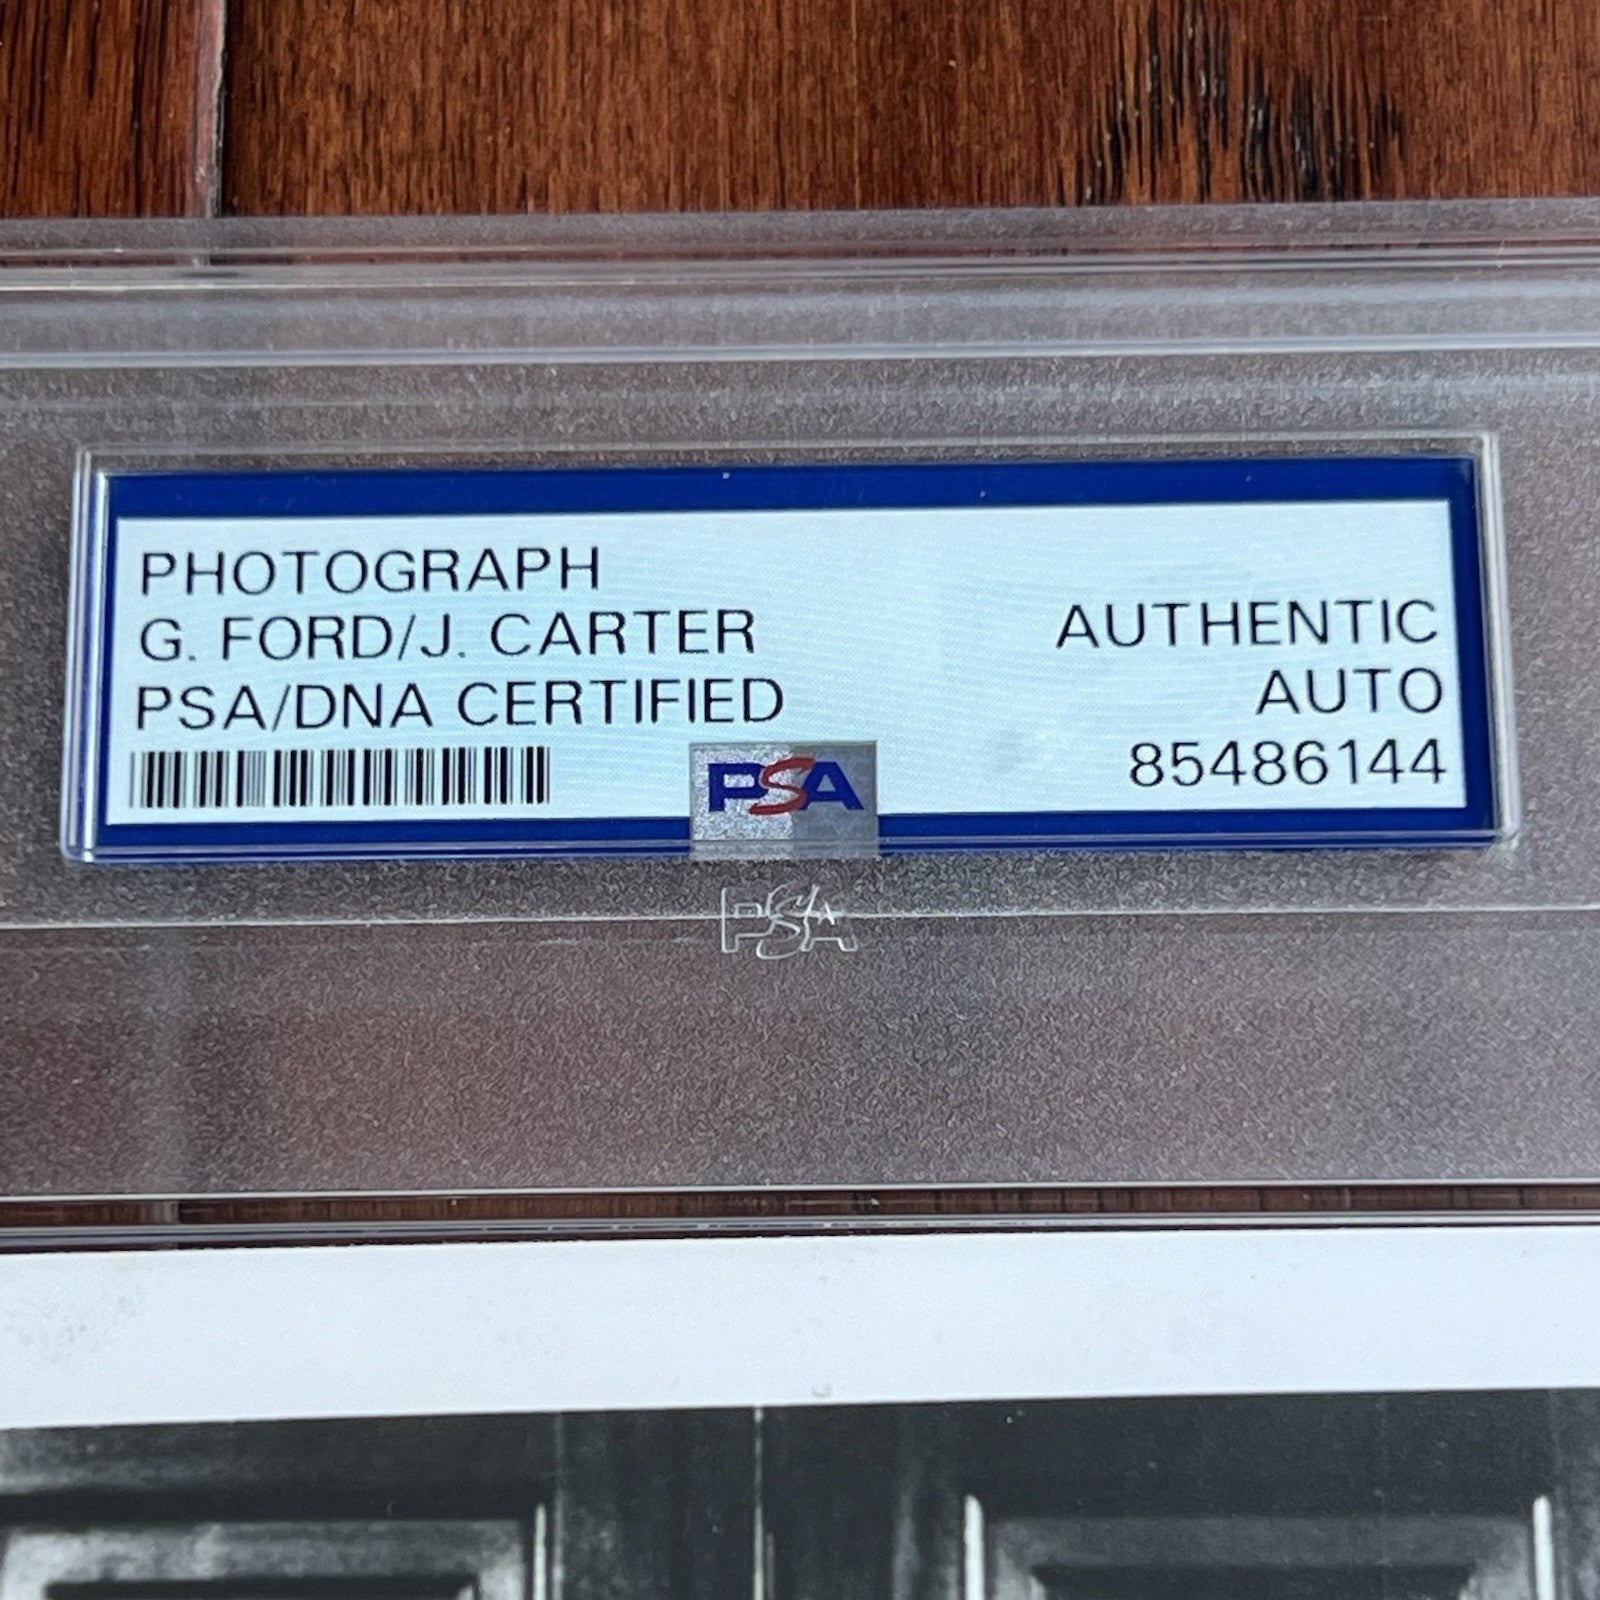 PHOTOGRAPH
G. FORD/J. CARTER
PSA/DNA CERTIFIED
AUTHENTIC
AUTO
85486144
PSA
PSA